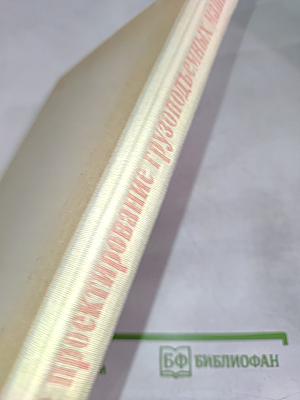 проектирование грузоподъемных
БФ БИБЛИОФАН